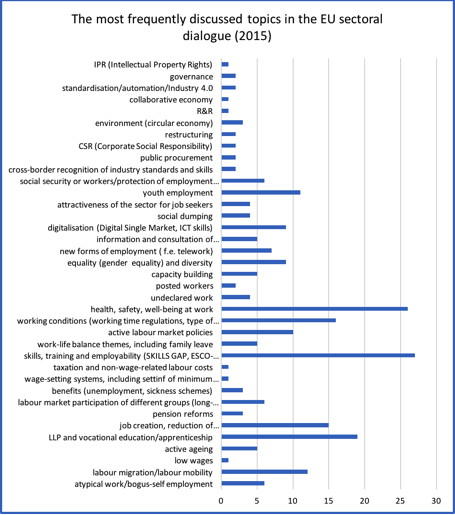 The most frequently discussed topics in the EU sectoral
dialogue (2015)
IPR (Intellectual Property Rights)
governance
standardisation/automation/Industry 4.0
collaborative economy
R&R
environment (circular economy)
restructuring
CSR (Corporate Social Responsibility)
public procurement
cross-border recognition of industry standards and skills
social security or workers/protection of employment...
youth employment
attractiveness of the sector for job seekers
social dumping
digitalisation (Digital Single Market, ICT skills)
information and consultation of...
new forms of employment ( f.e. telework)
equality (gender  equality) and diversity
capacity building
posted workers
undeclared work
health, safety, well-being at work
working conditions (working time regulations, type of...
active labour market policies
work-life balance themes, including family leave
skills, training and employability (SKILLS GAP, ESCO-...
taxation and non-wage-related labour costs
wage-setting systems, including settinf of minimum...
benefits (unemployment, sickness schemes)
labour market participation of different groups (long-...
pension reforms
job creation, reduction of...
LLP and vocational education/apprenticeship
active ageing
low wages
labour migration/labour mobility
atypical work/bogus-self employment
0 5 10 15 20 25 30